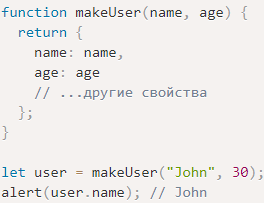 function makeUser(name, age) {
  return {
    name: name,
    age: age
    // ...другие свойства
  };
}

let user = makeUser("John", 30);
alert(user.name); // John